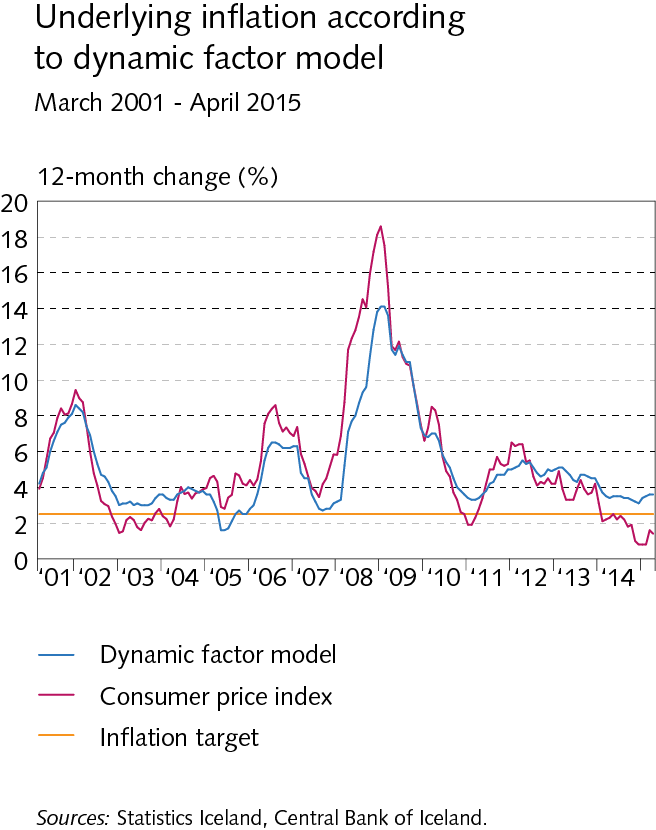 Underlying inflation according
to dynamic factor model
March 2001 - April 2015
12-month change (%)
20
18
16
14
12
10
8
6
4
2
0
‘01 ‘02 ‘03 ‘04 ‘05 ‘06 ‘07 ‘08 ‘09 ‘10 ‘11 ‘12 ‘13 ‘14
Dynamic factor model
Consumer price index
Inflation target
Sources: Statistics Iceland, Central Bank of Iceland.